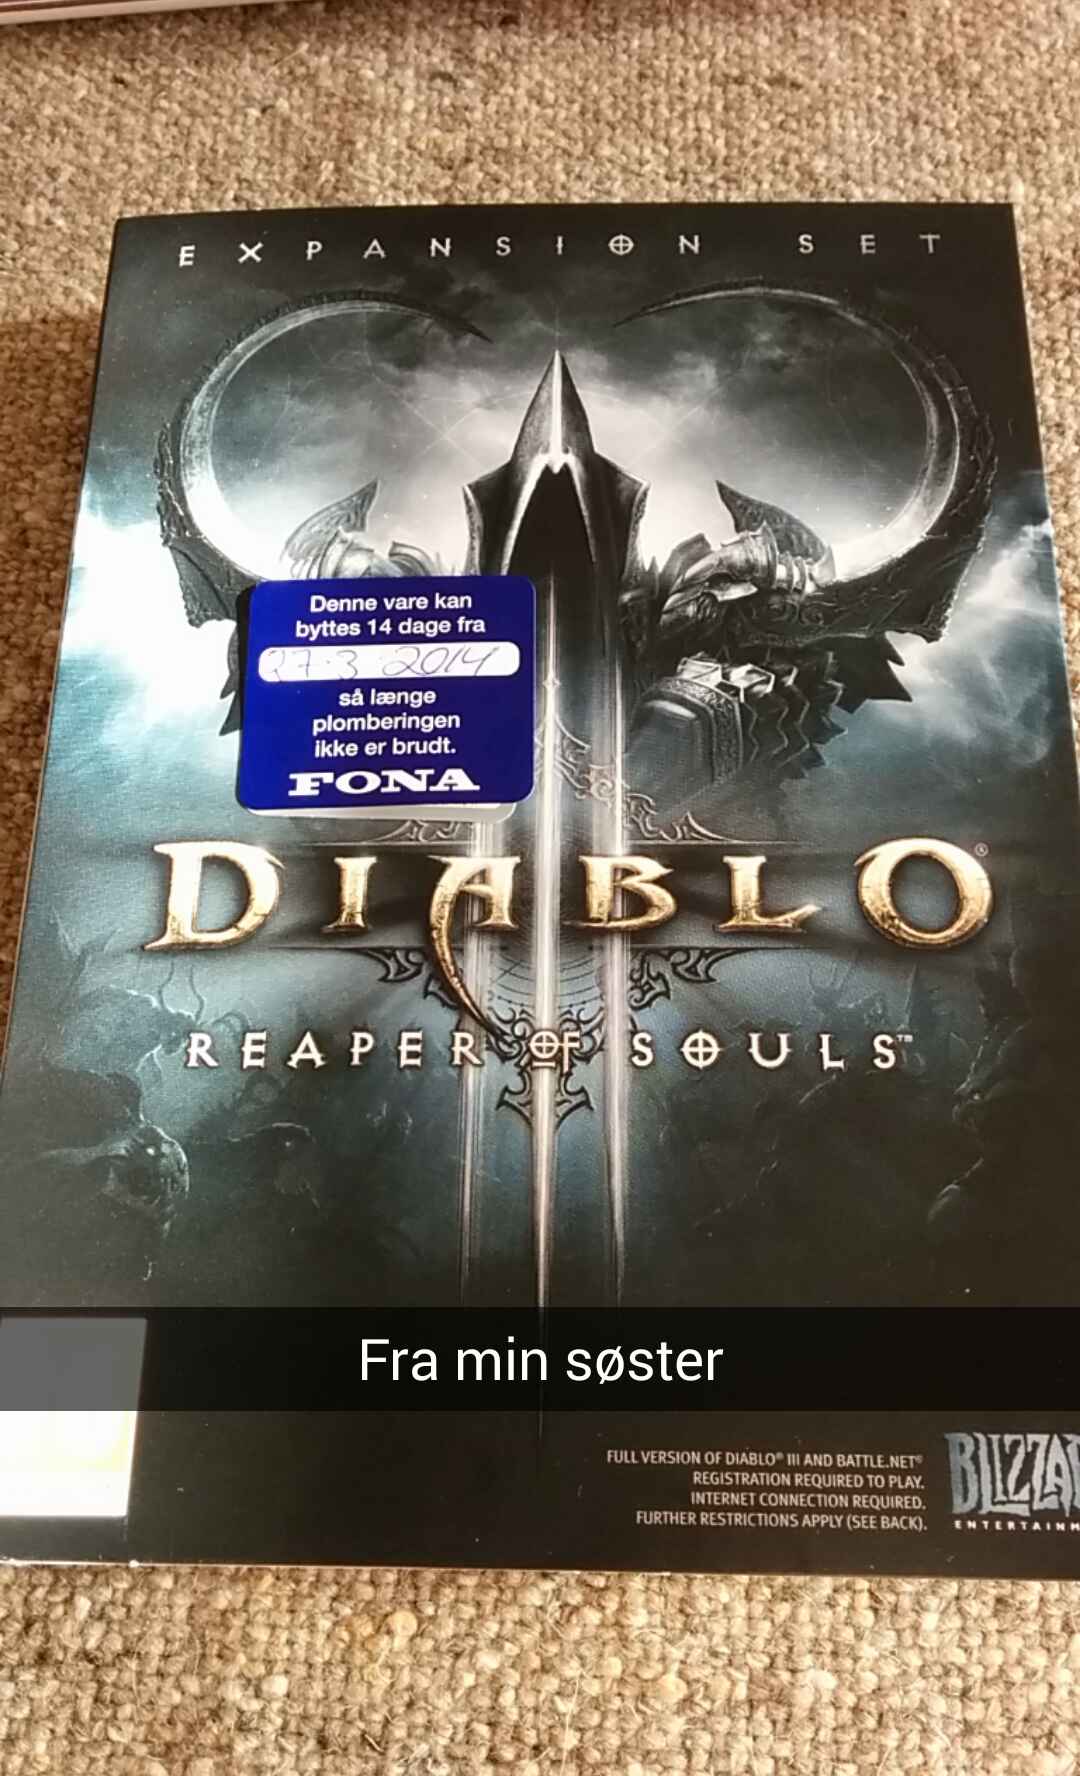 EXPANSION SET
Denne vare kan
byttes 14 dage fra
27.3 2014
så længe
plomberingen
ikke er brudt.
FONA
DIABLO®
REAPER OF SOULS™
Fra min søster
FULL VERSION OF DIABLO® III AND BATTLE.NET®
REGISTRATION REQUIRED TO PLAY.
INTERNET CONNECTION REQUIRED.
FURTHER RESTRICTIONS APPLY (SEE BACK).
BLIZZA
ENTERTAINM